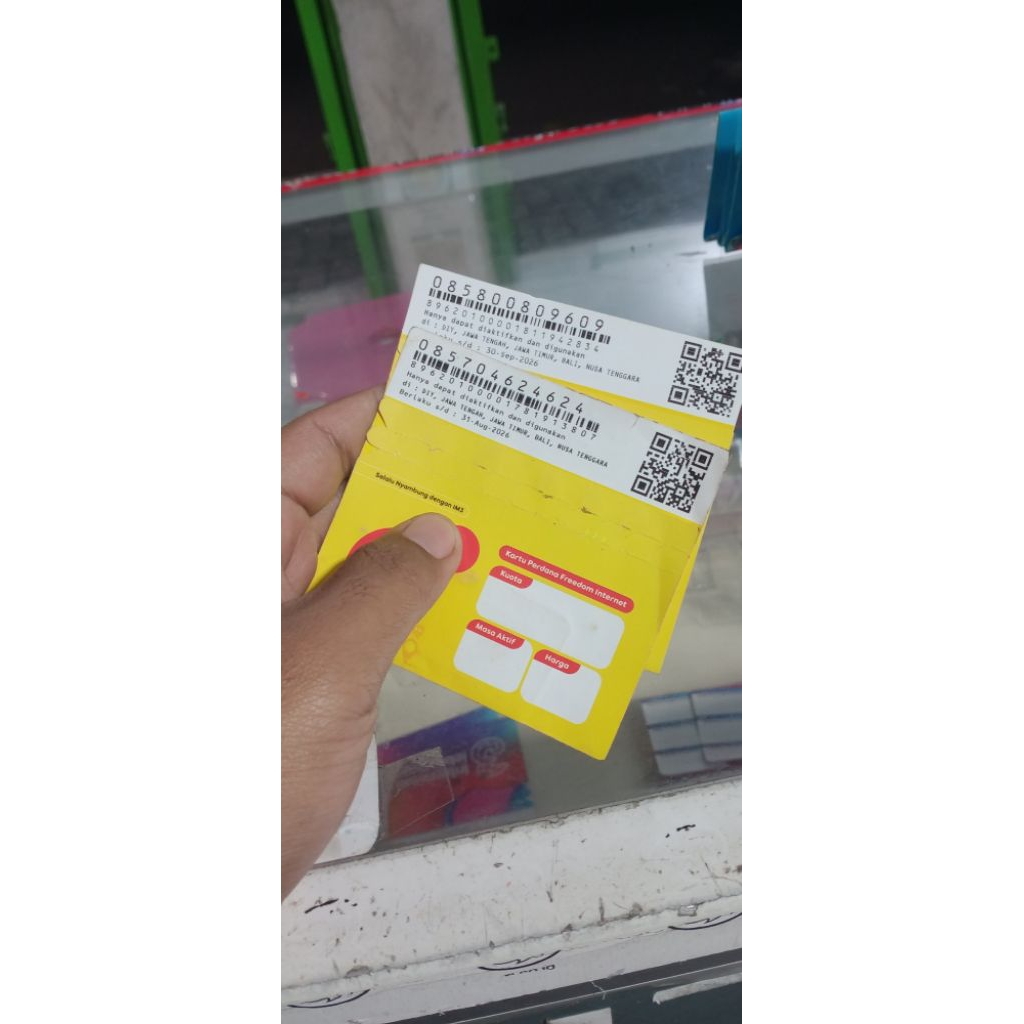 085800809609
89620100001811942834
Hanya dapat diaktifkan dan digunakan
di : DIY, JAWA TENGAH, JAWA TIMUR, BALI, NUSA TENGGARA
s/d : 30-Sep-2026
085704624624
89620100001781913807
Hanya dapat diaktifkan dan digunakan
di : DIY, JAWA TENGAH, JAWA TIMUR, BALI, NUSA TENGGARA
Berlaku s/d : 31-Aug-2026
Selalu Nyambung dengan IM3
Kartu Perdana Freedom Internet
Kuota
Masa Aktif
Harga